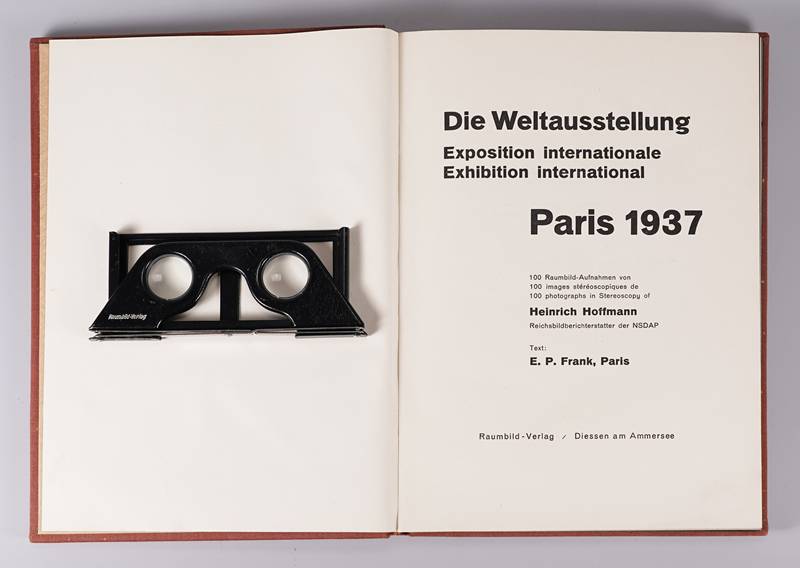 Raumbild-Verlag
Die Weltausstellung
Exposition internationale
Exhibition international
Paris 1937
100 Raumbild-Aufnahmen von
100 images stéréoscopiques de
100 photographs in Stereoscopy of
Heinrich Hoffmann
Reichsbildberichterstatter der NSDAP
Text:
E. P. Frank, Paris
Raumbild-Verlag / Diessen am Ammersee